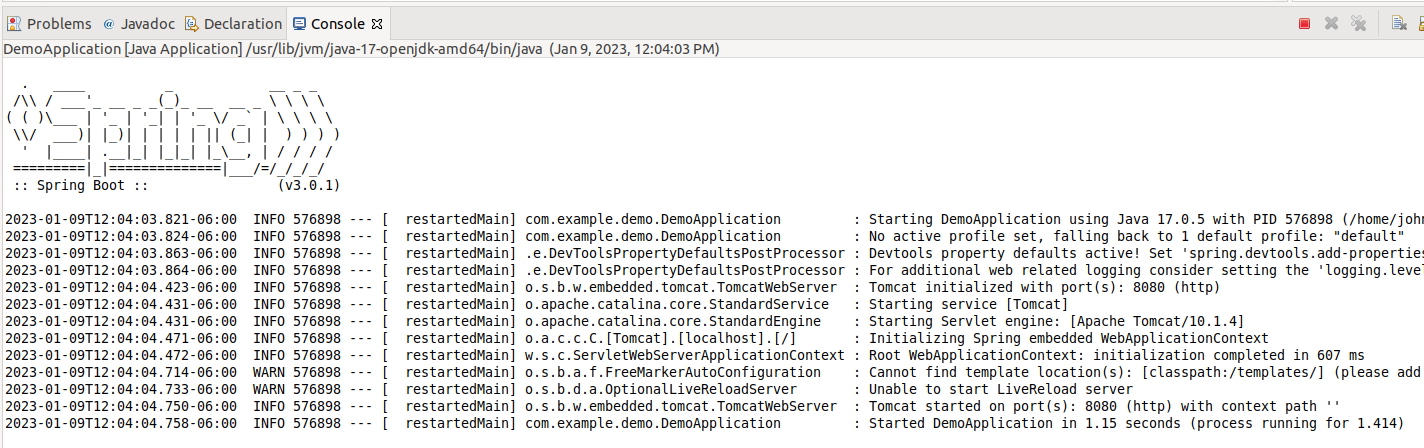 Problems @ Javadoc Declaration Console
DemoApplication [Java Application] /usr/lib/jvm/java-17-openjdk-amd64/bin/java (Jan 9, 2023, 12:04:03 PM)
  .   ____          _            __ _ _
 /\\ / ___'_ __ _ _(_)_ __  __ _ \ \ \ \
( ( )\___ | '_ | '_| | '_ \/ _` | \ \ \ \
 \\/  ___)| |_)| | | | | || (_| |  ) ) ) )
  '  |____| .__|_| |_|_| |_\__, | / / / /
 =========|_|==============|___/=/_/_/_/
 :: Spring Boot ::                (v3.0.1)
2023-01-09T12:04:03.821-06:00  INFO 576898 --- [  restartedMain] com.example.demo.DemoApplication         : Starting DemoApplication using Java 17.0.5 with PID 576898 (/home/john
2023-01-09T12:04:03.824-06:00  INFO 576898 --- [  restartedMain] com.example.demo.DemoApplication         : No active profile set, falling back to 1 default profile: "default"
2023-01-09T12:04:03.863-06:00  INFO 576898 --- [  restartedMain] .e.DevToolsPropertyDefaultsPostProcessor : Devtools property defaults active! Set 'spring.devtools.add-properties
2023-01-09T12:04:03.864-06:00  INFO 576898 --- [  restartedMain] .e.DevToolsPropertyDefaultsPostProcessor : For additional web related logging consider setting the 'logging.leve
2023-01-09T12:04:04.423-06:00  INFO 576898 --- [  restartedMain] o.s.b.w.embedded.tomcat.TomcatWebServer  : Tomcat initialized with port(s): 8080 (http)
2023-01-09T12:04:04.431-06:00  INFO 576898 --- [  restartedMain] o.apache.catalina.core.StandardService   : Starting service [Tomcat]
2023-01-09T12:04:04.431-06:00  INFO 576898 --- [  restartedMain] o.apache.catalina.core.StandardEngine    : Starting Servlet engine: [Apache Tomcat/10.1.4]
2023-01-09T12:04:04.471-06:00  INFO 576898 --- [  restartedMain] o.a.c.c.C.[Tomcat].[localhost].[/]       : Initializing Spring embedded WebApplicationContext
2023-01-09T12:04:04.472-06:00  INFO 576898 --- [  restartedMain] w.s.c.ServletWebServerApplicationContext : Root WebApplicationContext: initialization completed in 607 ms
2023-01-09T12:04:04.714-06:00  WARN 576898 --- [  restartedMain] o.s.b.a.f.FreeMarkerAutoConfiguration    : Cannot find template location(s): [classpath:/templates/] (please add
2023-01-09T12:04:04.733-06:00  WARN 576898 --- [  restartedMain] o.s.b.d.a.OptionalLiveReloadServer       : Unable to start LiveReload server
2023-01-09T12:04:04.750-06:00  INFO 576898 --- [  restartedMain] o.s.b.w.embedded.tomcat.TomcatWebServer  : Tomcat started on port(s): 8080 (http) with context path ''
2023-01-09T12:04:04.758-06:00  INFO 576898 --- [  restartedMain] com.example.demo.DemoApplication         : Started DemoApplication in 1.15 seconds (process running for 1.414)